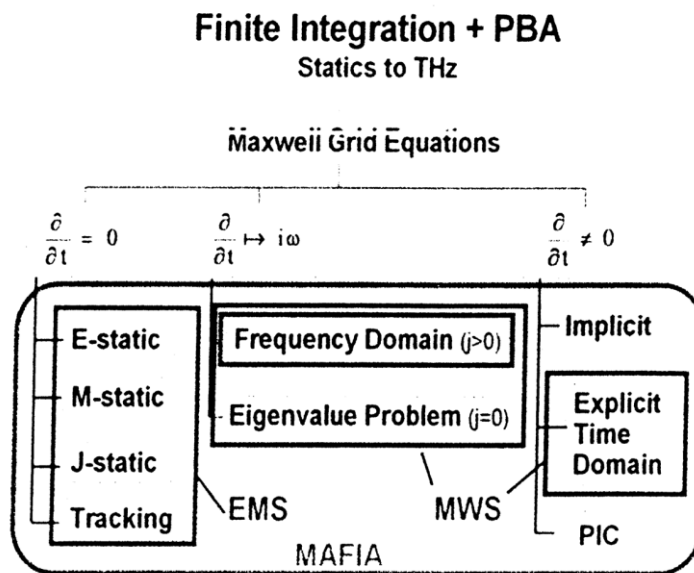 Finite Integration + PBA
Statics to THz
Maxwell Grid Equations
∂/∂t = 0
∂/∂t ↦ iω
∂/∂t ≠ 0
E-static
M-static
J-static
Tracking
EMS
Frequency Domain (j>0)
Eigenvalue Problem (j=0)
MWS
Implicit
Explicit
Time
Domain
PIC
MAFIA